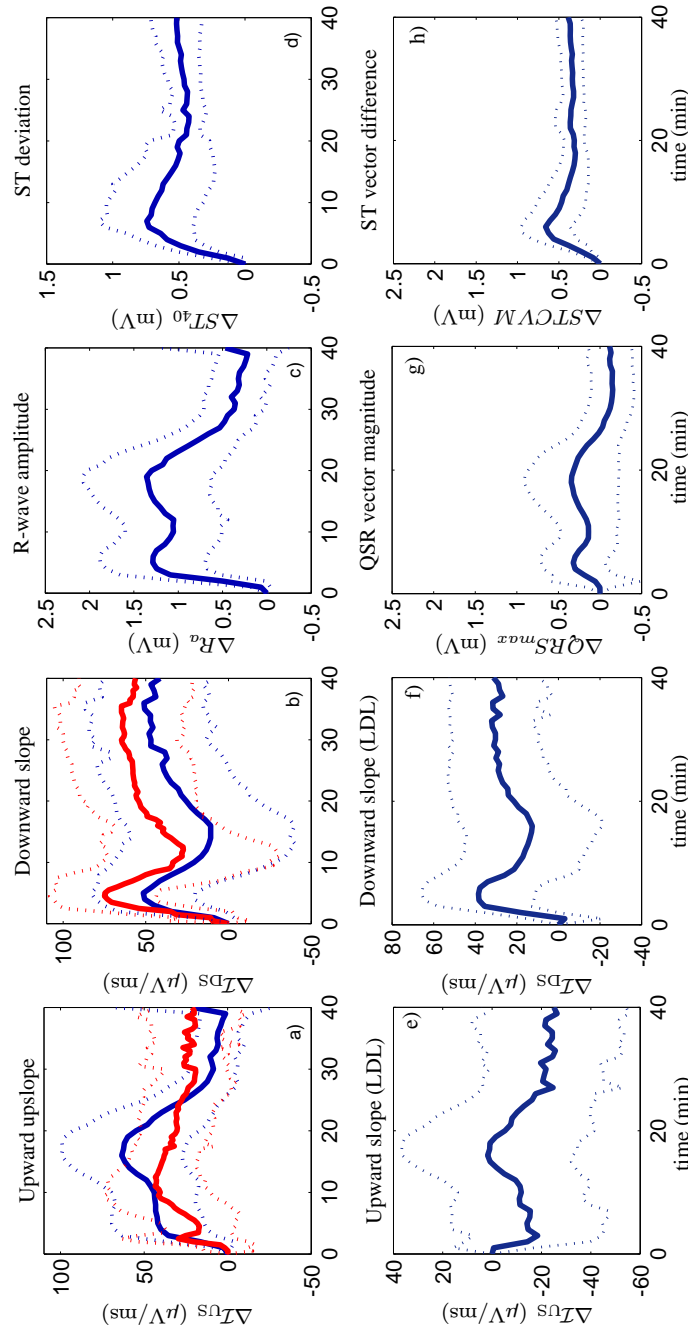 Upward upslope
a)
ΔI_US (μV/ms)
100
50
0
-50
0
10
20
30
40
Downward slope
b)
ΔI_DS (μV/ms)
100
50
0
-50
0
10
20
30
40
R-wave amplitude
c)
ΔR_a (mV)
2.5
2
1.5
1
0.5
0
-0.5
0
10
20
30
40
ST deviation
d)
ΔST_40 (mV)
1.5
1
0.5
0
-0.5
0
10
20
30
40
Upward slope (LDL)
e)
ΔI_US (μV/ms)
40
20
0
-20
-40
-60
0
20
40
time (min)
Downward slope (LDL)
f)
ΔI_DS (μV/ms)
80
60
40
20
0
-20
-40
0
20
40
time (min)
QSR vector magnitude
g)
ΔQRS_max (mV)
2.5
2
1.5
1
0.5
0
-0.5
0
20
40
time (min)
ST vector difference
h)
ΔSTCVM (mV)
2.5
2
1.5
1
0.5
0
-0.5
0
20
40
time (min)